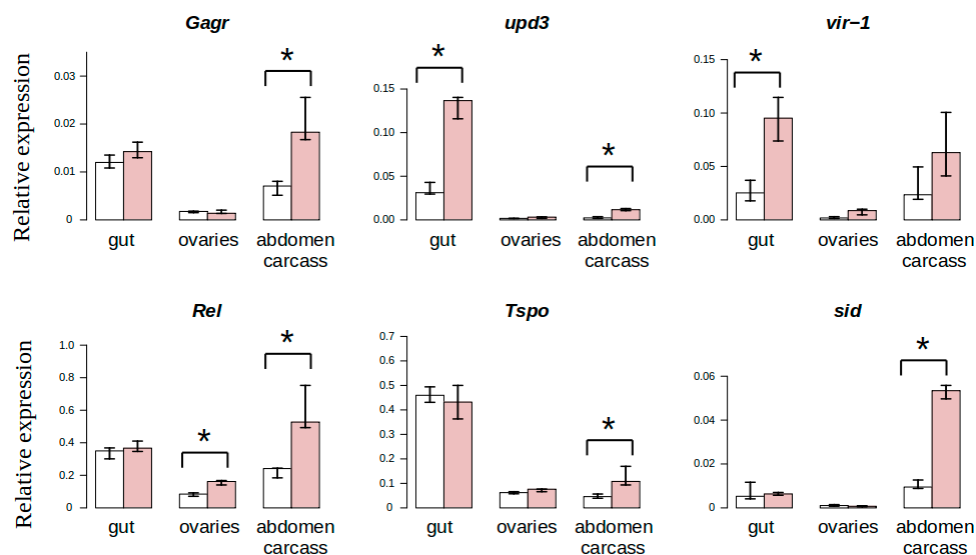 Gagr
upd3
vir−1
Relative expression
0.03
0.02
0.01
0
gut
ovaries
abdomen
carcass
*
0.15
0.10
0.05
0.00
gut
ovaries
abdomen
carcass
*
*
0.15
0.10
0.05
0.00
gut
ovaries
abdomen
carcass
*
Rel
Tspo
sid
Relative expression
1.0
0.8
0.6
0.4
0.2
0
gut
ovaries
abdomen
carcass
*
*
0.7
0.6
0.5
0.4
0.3
0.2
0.1
0
gut
ovaries
abdomen
carcass
*
0.06
0.04
0.02
0
gut
ovaries
abdomen
carcass
*